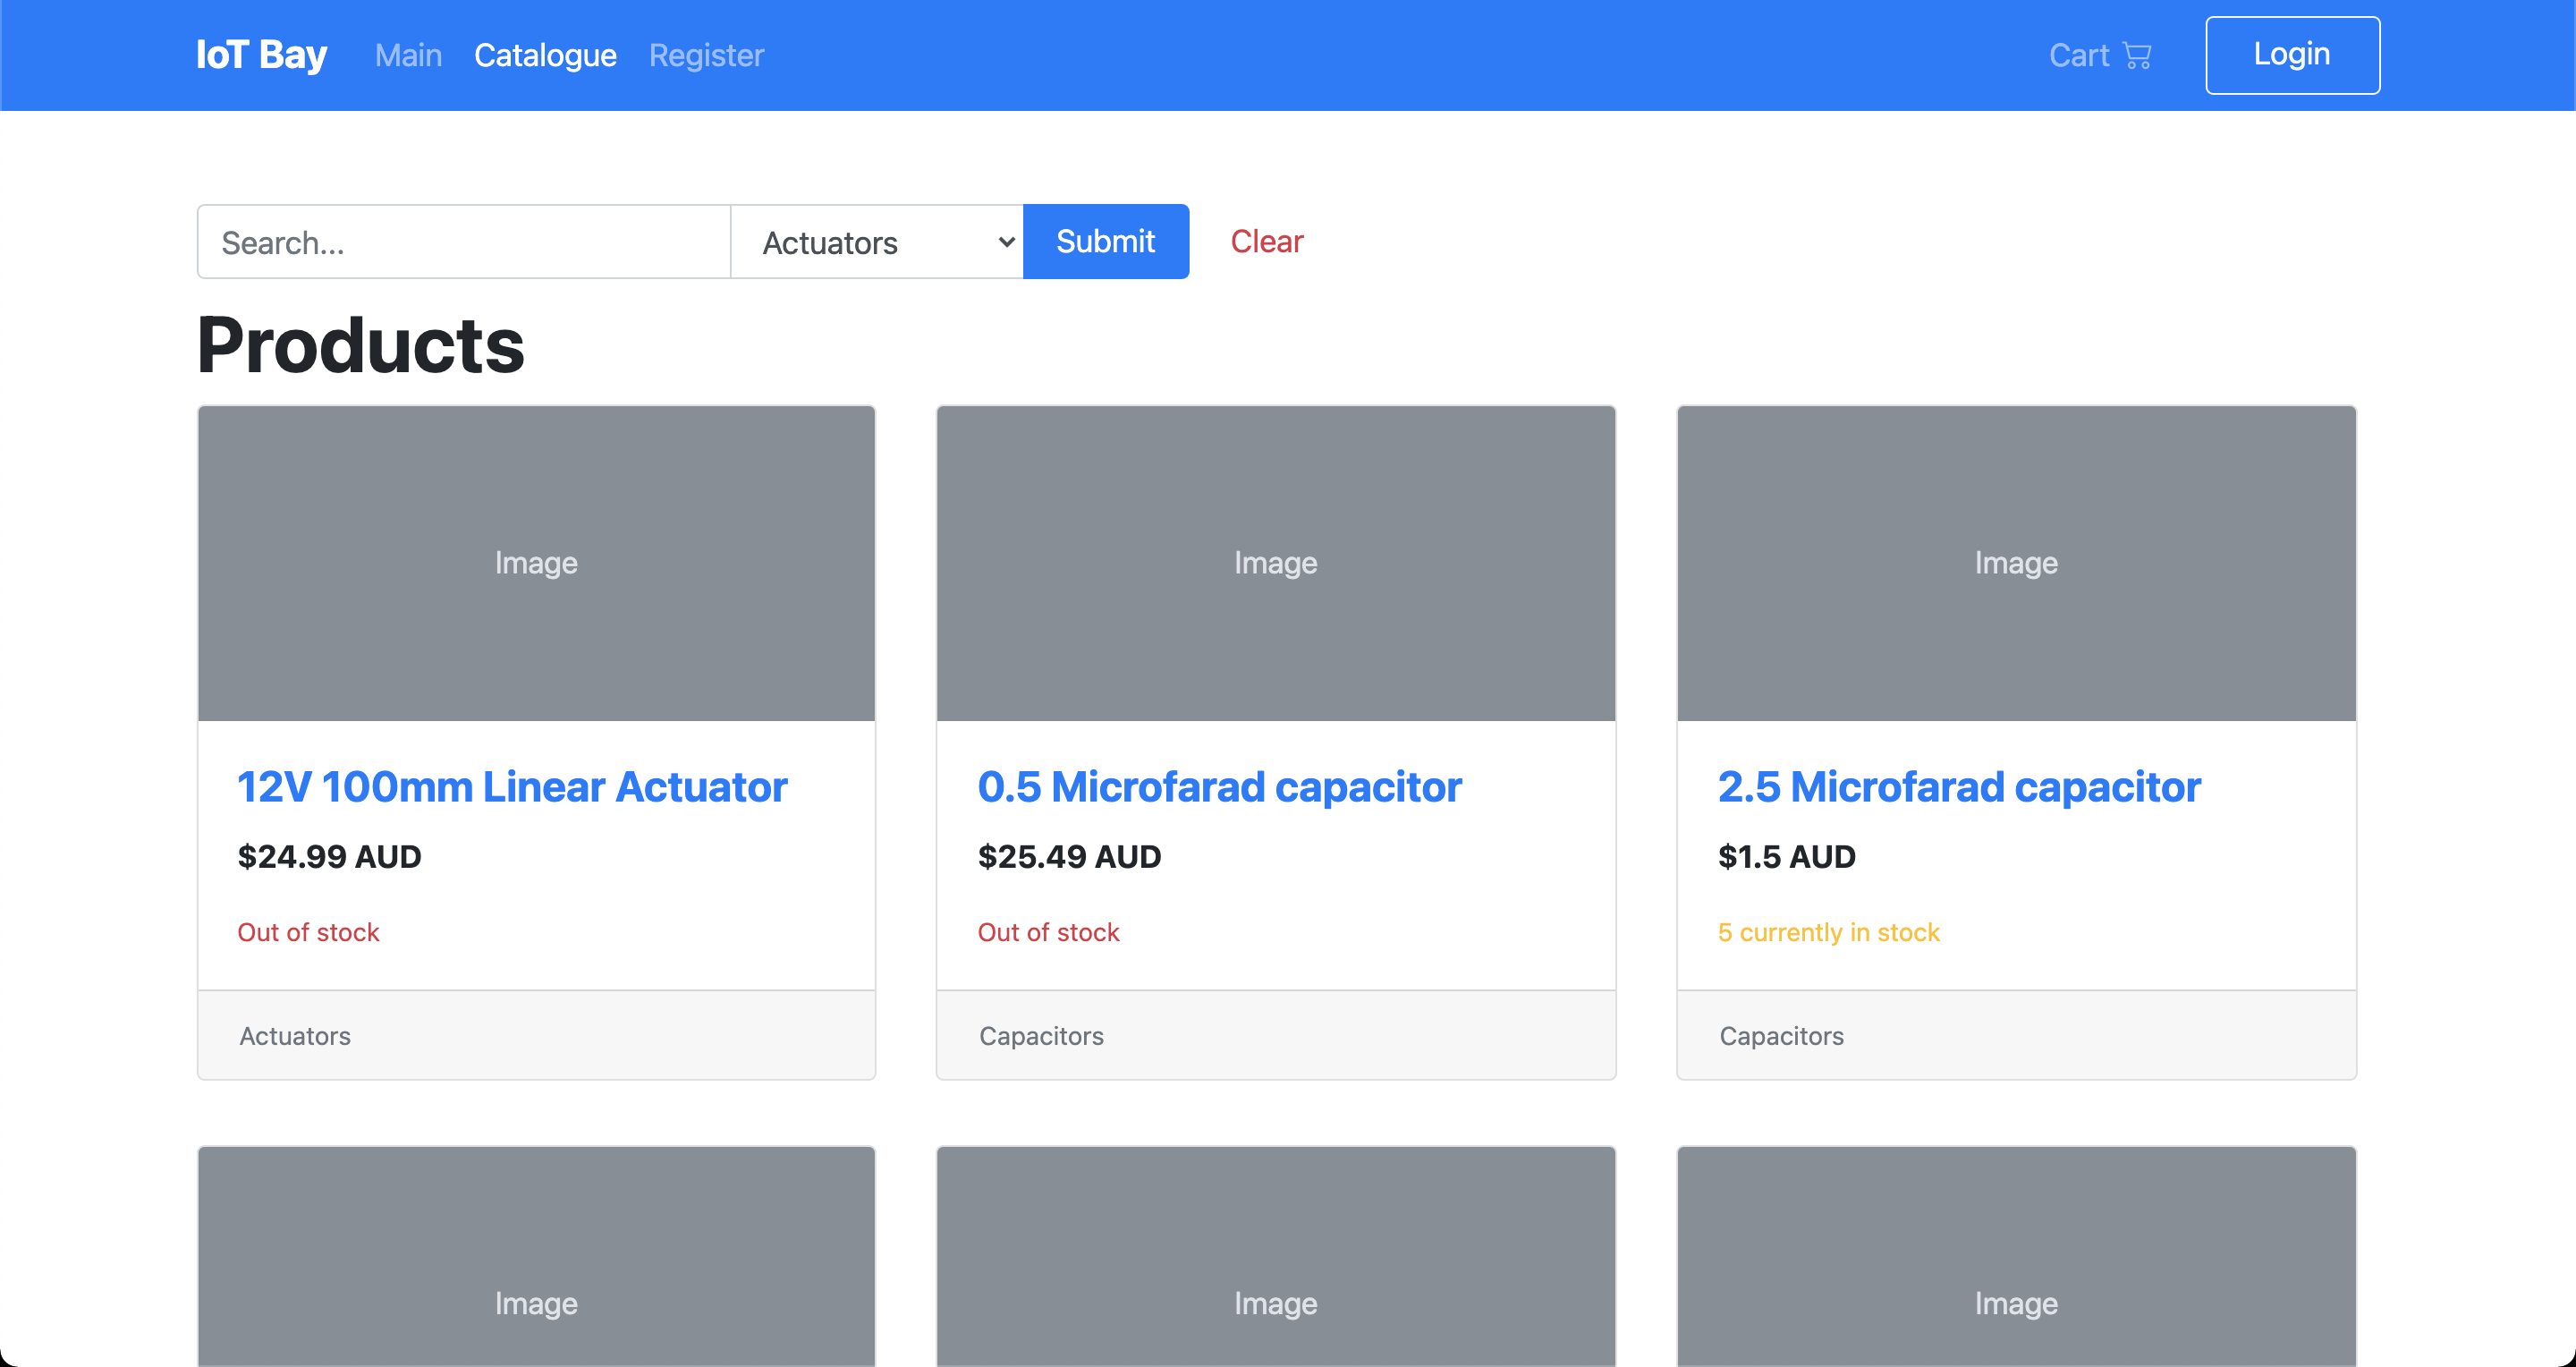 IoT Bay Main Catalogue Register Cart Login
Search... Actuators Submit Clear
Products
Image Image Image
12V 100mm Linear Actuator
$24.99 AUD
Out of stock
Actuators
0.5 Microfarad capacitor
$25.49 AUD
Out of stock
Capacitors
2.5 Microfarad capacitor
$1.5 AUD
5 currently in stock
Capacitors
Image Image Image